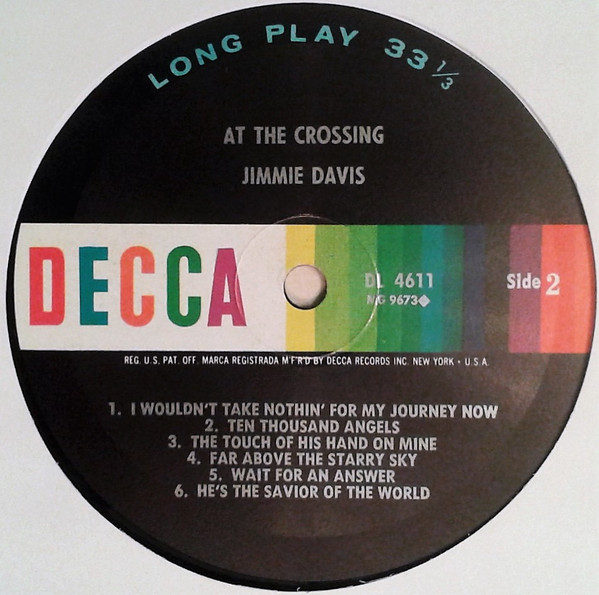 LONG PLAY 33 1/3
AT THE CROSSING
JIMMIE DAVIS
DECCA
DL 4611
MG 9673◆
Side 2
REG. U.S. PAT. OFF. MARCA REGISTRADA M'F'R'D BY DECCA RECORDS INC. NEW YORK • U.S.A.
1. I WOULDN'T TAKE NOTHIN' FOR MY JOURNEY NOW
2. TEN THOUSAND ANGELS
3. THE TOUCH OF HIS HAND ON MINE
4. FAR ABOVE THE STARRY SKY
5. WAIT FOR AN ANSWER
6. HE'S THE SAVIOR OF THE WORLD